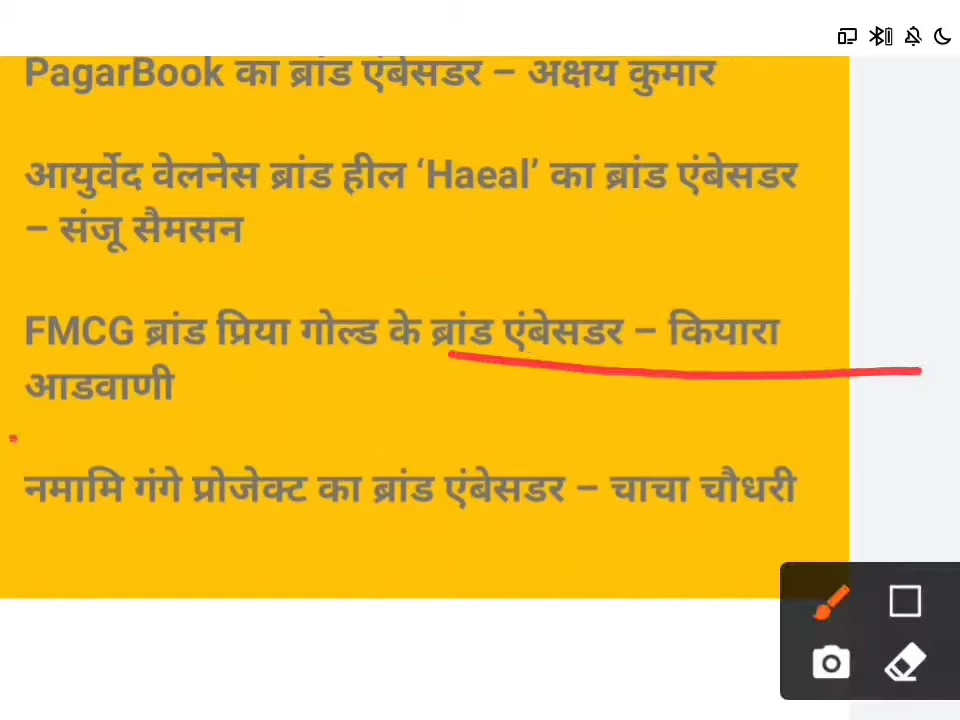 PagarBook का ब्रांड एंबेसडर – अक्षय कुमार
आयुर्वेद वेलनेस ब्रांड हील ‘Haeal’ का ब्रांड एंबेसडर
– संजू सैमसन
FMCG ब्रांड प्रिया गोल्ड के ब्रांड एंबेसडर – कियारा
आडवाणी
नमामि गंगे प्रोजेक्ट का ब्रांड एंबेसडर – चाचा चौधरी